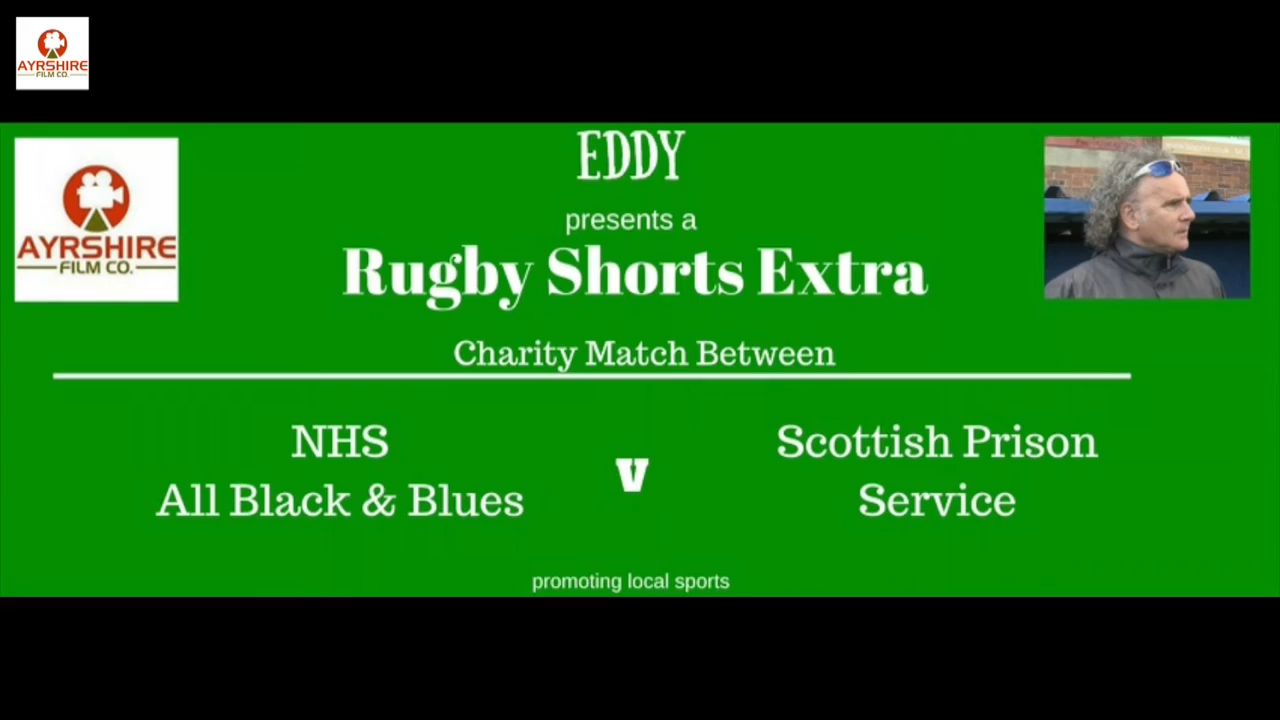 AYRSHIRE
FILM CO.
EDDY
presents a
AYRSHIRE
FILM CO.
Rugby Shorts Extra
Charity Match Between
NHS
All Black & Blues
v
Scottish Prison
Service
promoting local sports